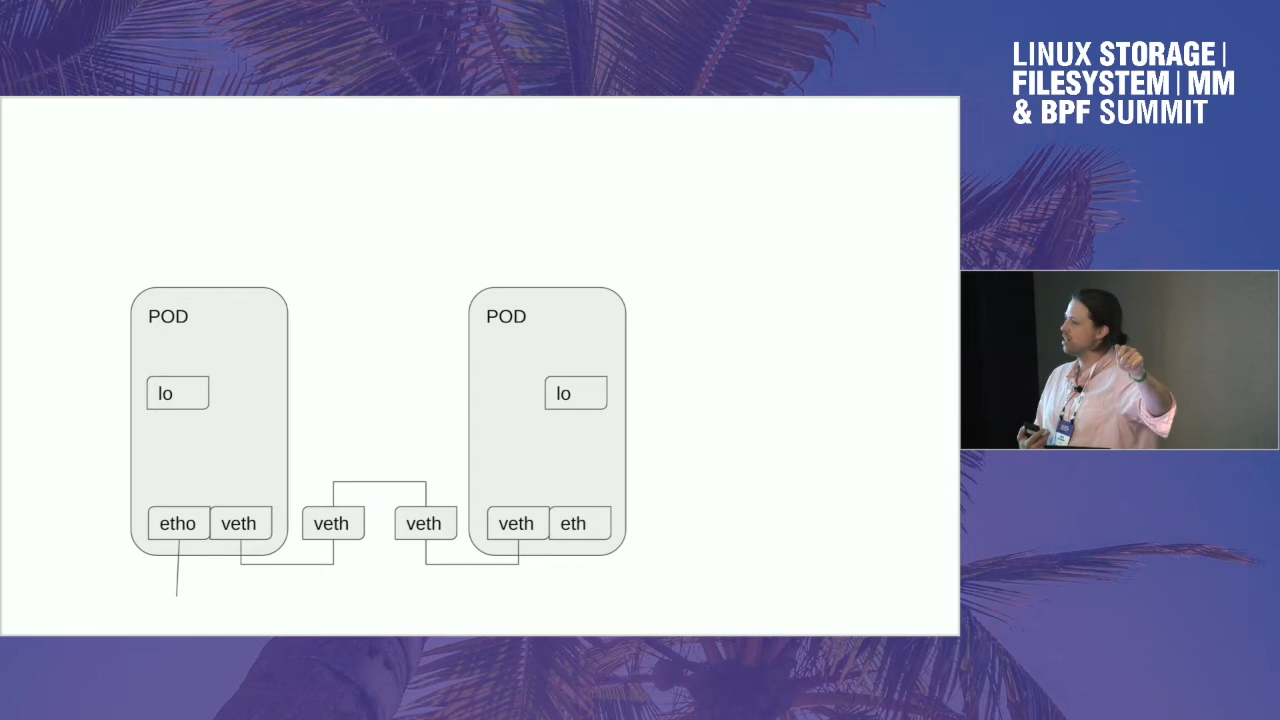 LINUX STORAGE |
FILESYSTEM | MM
& BPF SUMMIT
POD
POD
lo
lo
etho
veth
veth
veth
veth
eth